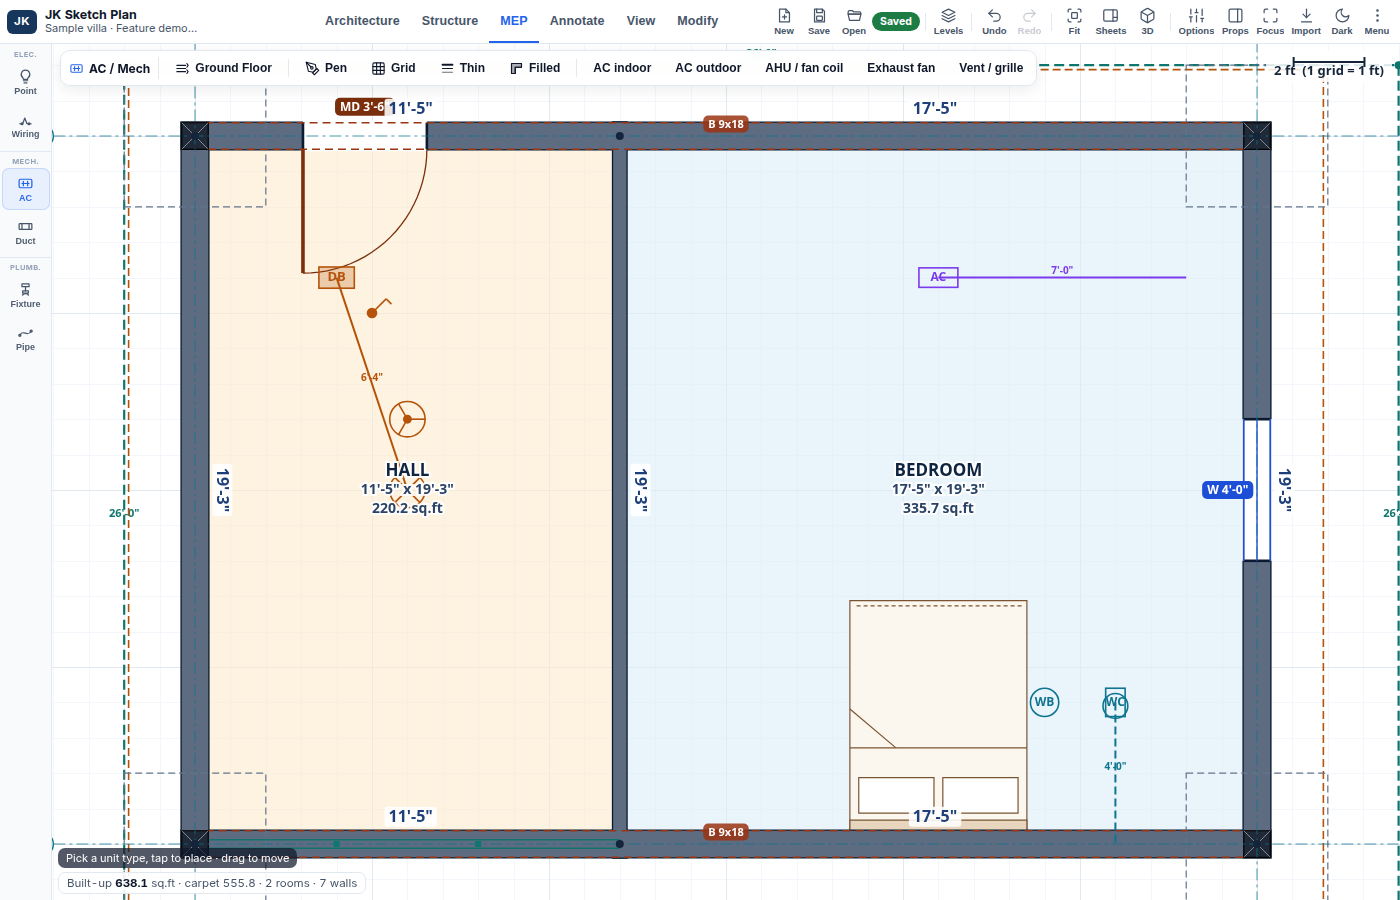 JK
JK Sketch Plan
Sample villa · Feature demo...
Architecture
Structure
MEP
Annotate
View
Modify
New
Save
Open
Saved
Levels
Undo
Redo
Fit
Sheets
3D
Options
Props
Focus
Import
Dark
Menu
ELEC.
Point
Wiring
MECH.
AC
Duct
PLUMB.
Fixture
Pipe
AC / Mech
Ground Floor
Pen
Grid
Thin
Filled
AC indoor
AC outdoor
AHU / fan coil
Exhaust fan
Vent / grille
2 ft (1 grid = 1 ft)
MD 3'-6
11'-5"
B 9x18
17'-5"
DB
AC
7'-0"
6'-4"
19'-3"
HALL
11'-5" x 19'-3"
220.2 sq.ft
19'-3"
BEDROOM
17'-5" x 19'-3"
335.7 sq.ft
W 4'-0"
19'-3"
26'-0"
26'
WB
WC
4'-0"
11'-5"
B 9x18
17'-5"
Pick a unit type, tap to place · drag to move
Built-up 638.1 sq.ft · carpet 555.8 · 2 rooms · 7 walls